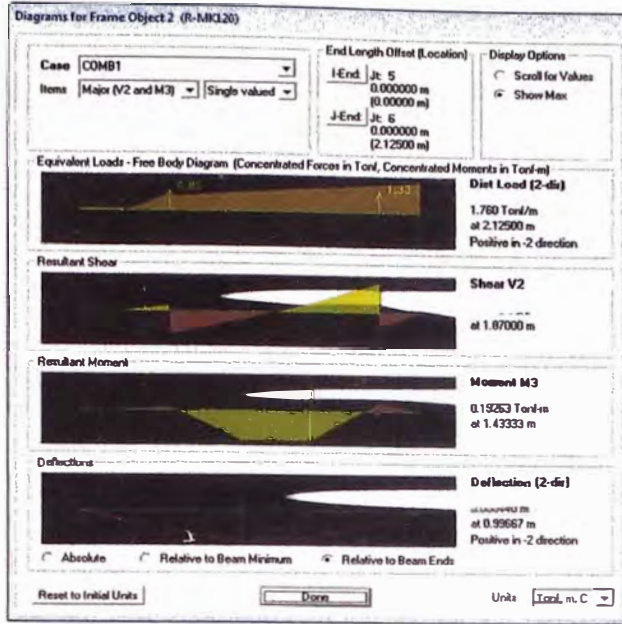 Diagrams for Frame Object 2 (R-MK120)
Case COMB1
Items Major (V2 and M3) Single valued
End Length Offset (Location)
I-End: Jt: 5
0.000000 m
(0.00000 m)
J-End: Jt: 6
0.000000 m
(2.12500 m)
Display Options
Scroll for Values
Show Max
Equivalent Loads - Free Body Diagram (Concentrated Forces in Tonf, Concentrated Moments in Tonf-m)
1.33
Dist Load (2-dir)
1.760 Tonf/m
at 2.12500 m
Positive in -2 direction
Resultant Shear
Shear V2
at 1.87000 m
Resultant Moment
Moment M3
0.19263 Tonf-m
at 1.43333 m
Deflections
Deflection (2-dir)
at 0.99667 m
Positive in -2 direction
Absolute
Relative to Beam Minimum
Relative to Beam Ends
Reset to Initial Units
Done
Units Tonf, m, C